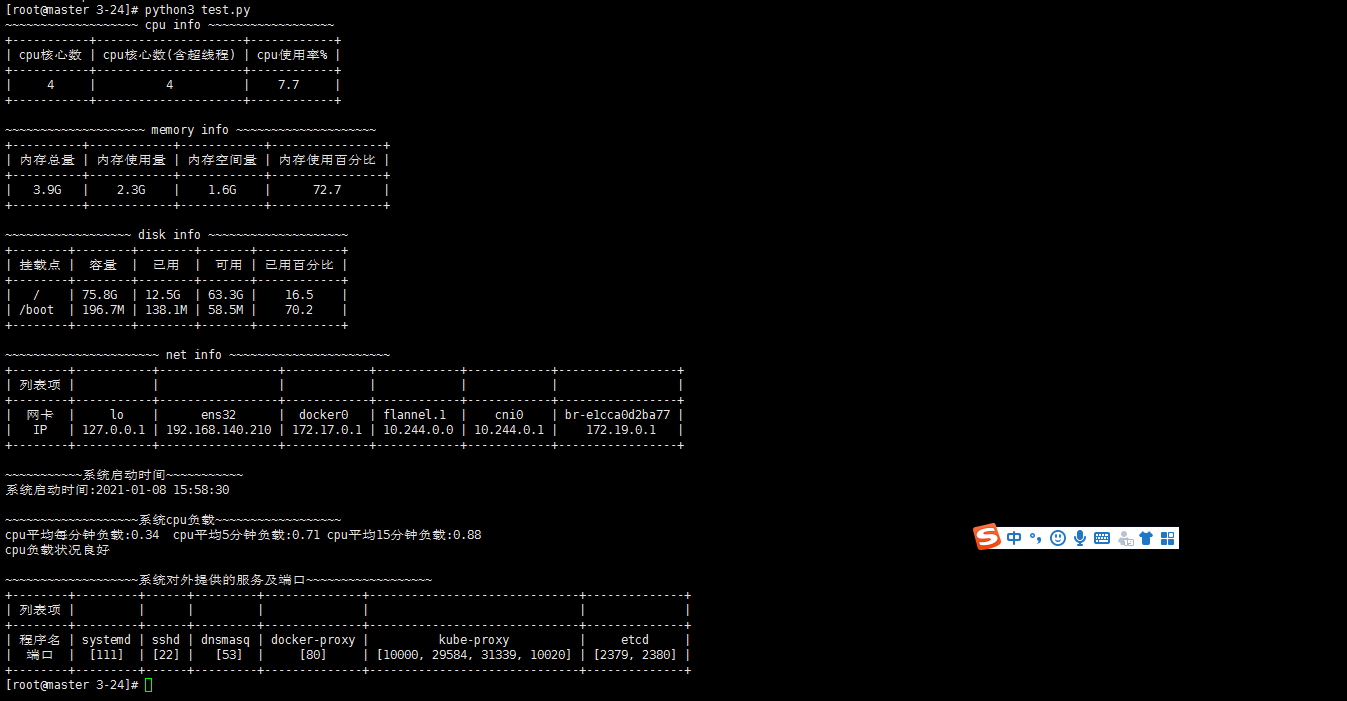 [root@master 3-24]# python3 test.py
~~~~~~~~~~~~~~~~~~~ cpu info ~~~~~~~~~~~~~~~~~~
+-----------+---------------------+------------+
| cpu核心数 | cpu核心数(含超线程) | cpu使用率% |
+-----------+---------------------+------------+
|     4     |          4          |    7.7     |
+-----------+---------------------+------------+
~~~~~~~~~~~~~~~~~~~~ memory info ~~~~~~~~~~~~~~~~~~~~
+----------+------------+------------+----------------+
| 内存总量 | 内存使用量 | 内存空间量 | 内存使用百分比 |
+----------+------------+------------+----------------+
|   3.9G   |    2.3G    |    1.6G    |      72.7      |
+----------+------------+------------+----------------+
~~~~~~~~~~~~~~~~~~ disk info ~~~~~~~~~~~~~~~~~~~~
+--------+--------+--------+-------+------------+
| 挂载点 |  容量  |  已用  |  可用 | 已用百分比 |
+--------+--------+--------+-------+------------+
|   /    | 75.8G  | 12.5G  | 63.3G |    16.5    |
| /boot  | 196.7M | 138.1M | 58.5M |    70.2    |
+--------+--------+--------+-------+------------+
~~~~~~~~~~~~~~~~~~~~~~ net info ~~~~~~~~~~~~~~~~~~~~~~~
+--------+-----------+-----------------+------------+------------+------------+-----------------+
| 列表项 |           |                 |            |            |            |                 |
+--------+-----------+-----------------+------------+------------+------------+-----------------+
|  网卡  |     lo    |      ens32      |  docker0   | flannel.1  |    cni0    | br-e1cca0d2ba77 |
|   IP   | 127.0.0.1 | 192.168.140.210 | 172.17.0.1 | 10.244.0.0 | 10.244.0.1 |    172.19.0.1   |
+--------+-----------+-----------------+------------+------------+------------+-----------------+
~~~~~~~~~~~系统启动时间~~~~~~~~~~~
系统启动时间:2021-01-08 15:58:30
~~~~~~~~~~~~~~~~~~~系统cpu负载~~~~~~~~~~~~~~~~~~
cpu平均每分钟负载:0.34  cpu平均5分钟负载:0.71 cpu平均15分钟负载:0.88
中
cpu负载状况良好
~~~~~~~~~~~~~~~~~~~系统对外提供的服务及端口~~~~~~~~~~~~~~~~~~
+--------+---------+------+---------+--------------+------------------------------+--------------+
| 列表项 |         |      |         |              |                              |              |
+--------+---------+------+---------+--------------+------------------------------+--------------+
| 程序名 | systemd | sshd | dnsmasq | docker-proxy |          kube-proxy          |     etcd     |
|  端口  |  [111]  | [22] |   [53]  |     [80]     | [10000, 29584, 31339, 10020] | [2379, 2380] |
+--------+---------+------+---------+--------------+------------------------------+--------------+
[root@master 3-24]#